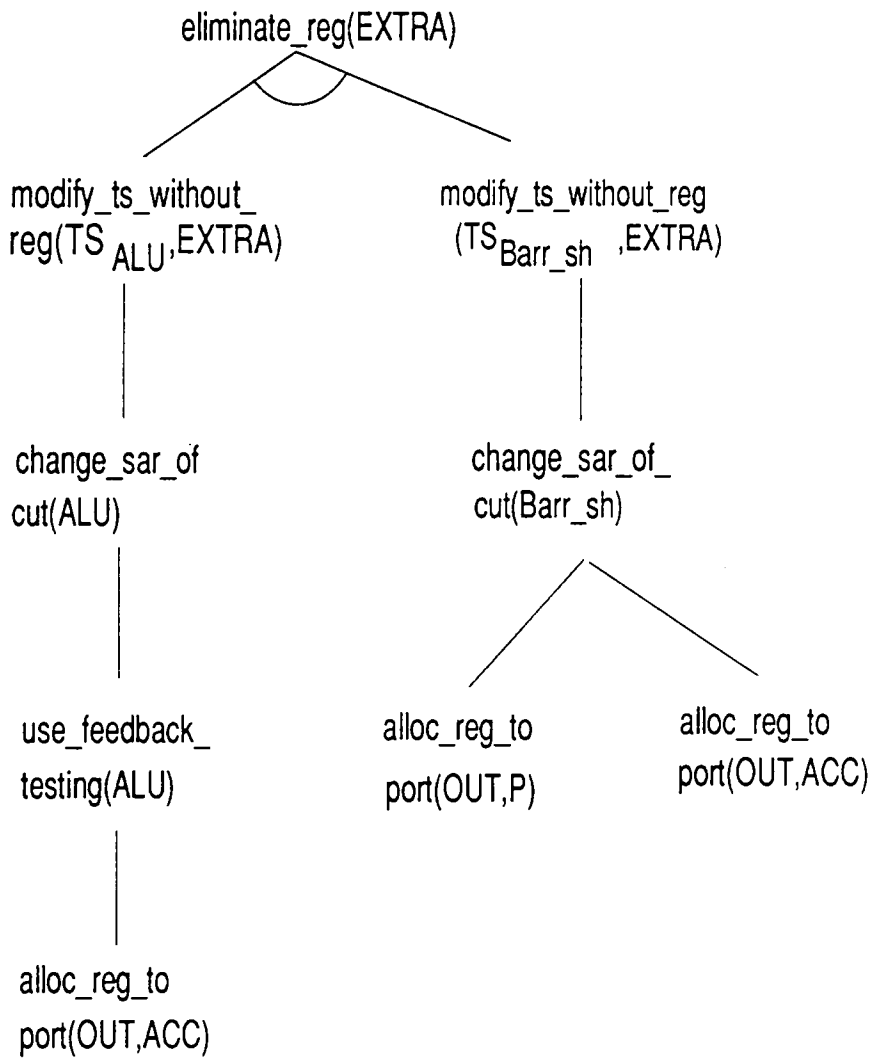 eliminate_reg(EXTRA)
modify_ts_without_
reg(TS ALU,EXTRA)
modify_ts_without_reg
(TS Barr_sh ,EXTRA)
change_sar_of
cut(ALU)
change_sar_of_
cut(Barr_sh)
use_feedback_
testing(ALU)
alloc_reg_to
port(OUT,P)
alloc_reg_to
port(OUT,ACC)
alloc_reg_to
port(OUT,ACC)